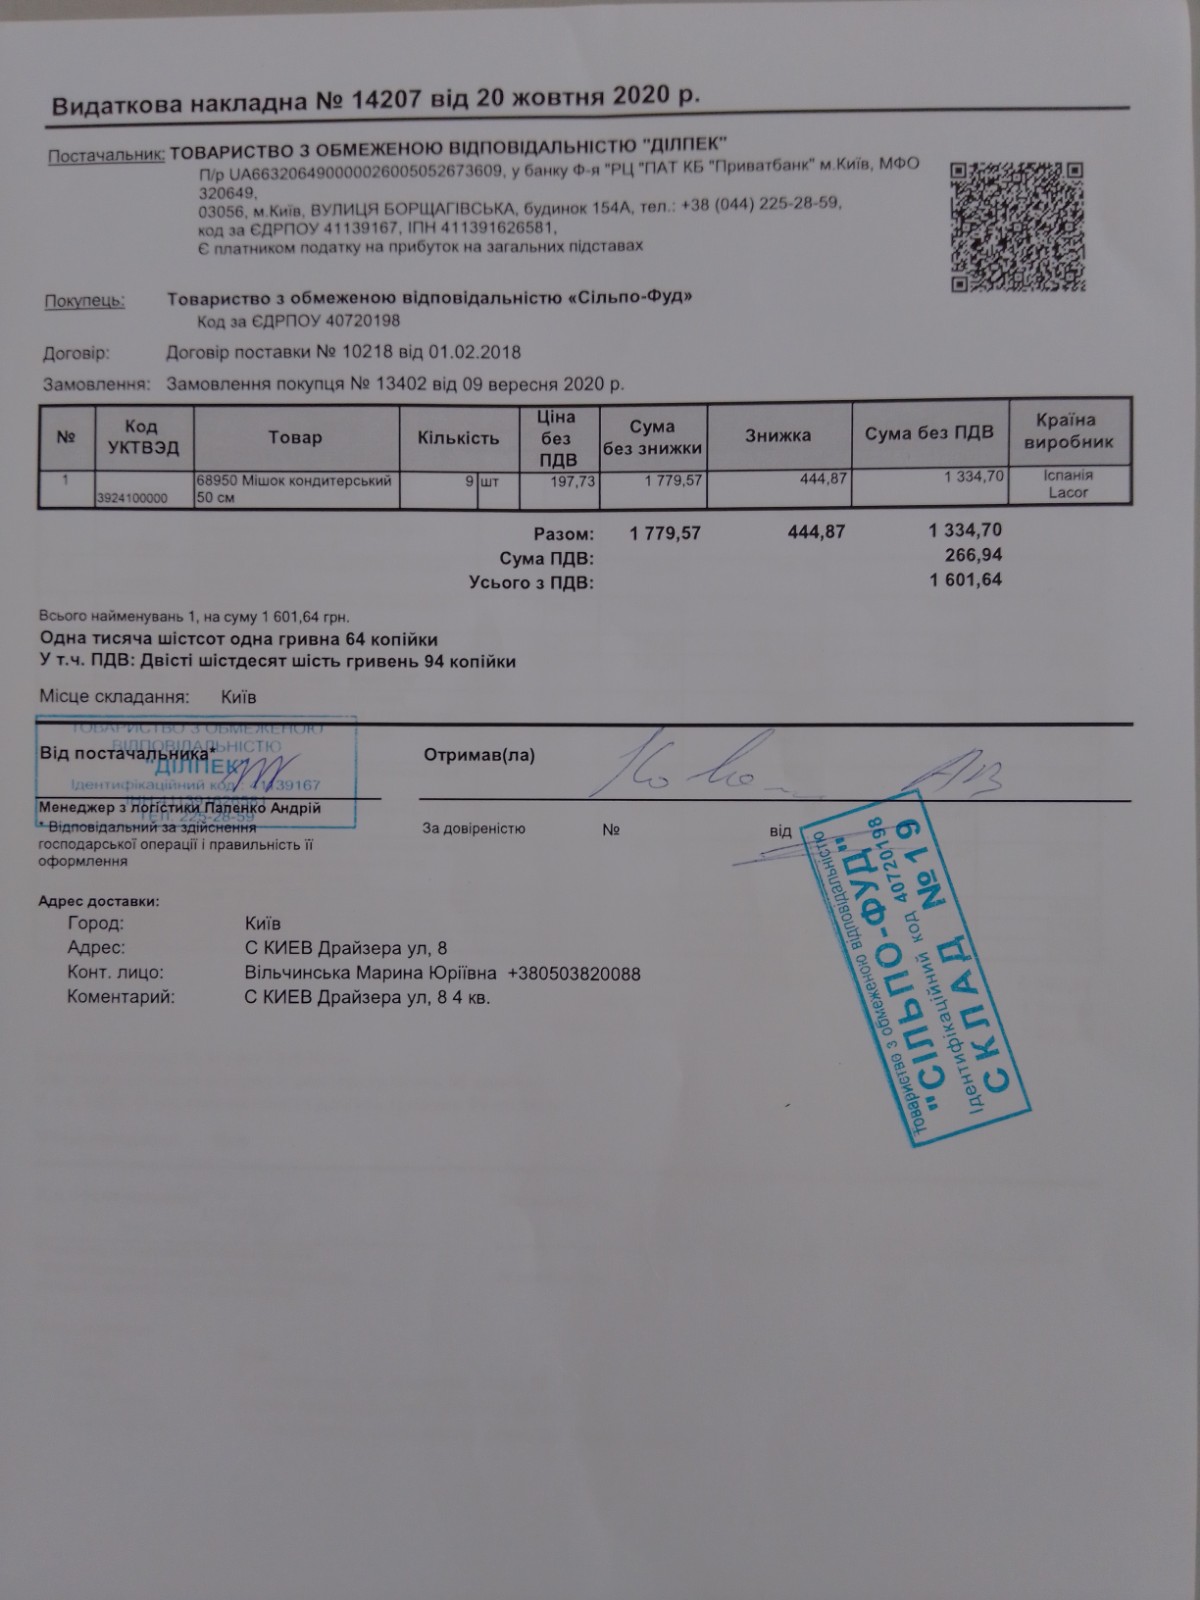 Видаткова накладна № 14207 від 20 жовтня 2020 р.
Постачальник: ТОВАРИСТВО З ОБМЕЖЕНОЮ ВІДПОВІДАЛЬНІСТЮ "ДІЛПЕК"
П/р UA663206490000026005052673609, у банку Ф-я "РЦ "ПАТ КБ "Приватбанк" м.Київ, МФО
320649,
03056, м.Київ, ВУЛИЦЯ БОРЩАГІВСЬКА, будинок 154А, тел.: +38 (044) 225-28-59,
код за ЄДРПОУ 41139167, ІПН 411391626581,
Є платником податку на прибуток на загальних підставах
Покупець: Товариство з обмеженою відповідальністю «Сільпо-Фуд»
Код за ЄДРПОУ 40720198
Договір: Договір поставки № 10218 від 01.02.2018
Замовлення: Замовлення покупця № 13402 від 09 вересня 2020 р.
№ Код УКТВЭД Товар Кількість Ціна без ПДВ Сума без знижки Знижка Сума без ПДВ Країна виробник
1 3924100000 68950 Мішок кондитерський 50 см 9 шт 197,73 1 779,57 444,87 1 334,70 Іспанія Lacor
Разом: 1 779,57 444,87 1 334,70
Сума ПДВ: 266,94
Усього з ПДВ: 1 601,64
Всього найменувань 1, на суму 1 601,64 грн.
Одна тисяча шістсот одна гривна 64 копійки
У т.ч. ПДВ: Двісті шістдесят шість гривень 94 копійки
Місце складання: Київ
ТОВАРИСТВО З ОБМЕЖЕНОЮ
ВІДПОВІДАЛЬНІСТЮ
"ДІЛПЕК"
Ідентифікаційний код 41139167
ІПН 411391626581
ТЕЛ. 225-28-59
Від постачальника* Отримав(ла)
Менеджер з логістики Паленко Андрій
* Відповідальний за здійснення
господарської операції і правильність її
оформлення
За довіреністю № від
Товариство з обмеженою відповідальністю
"СІЛЬПО-ФУД"
Ідентифікаційний код 40720198
СКЛАД №19
Адрес доставки:
Город: Київ
Адрес: С КИЕВ Драйзера ул, 8
Конт. лицо: Вільчинська Марина Юріївна +380503820088
Коментарий: С КИЕВ Драйзера ул, 8 4 кв.